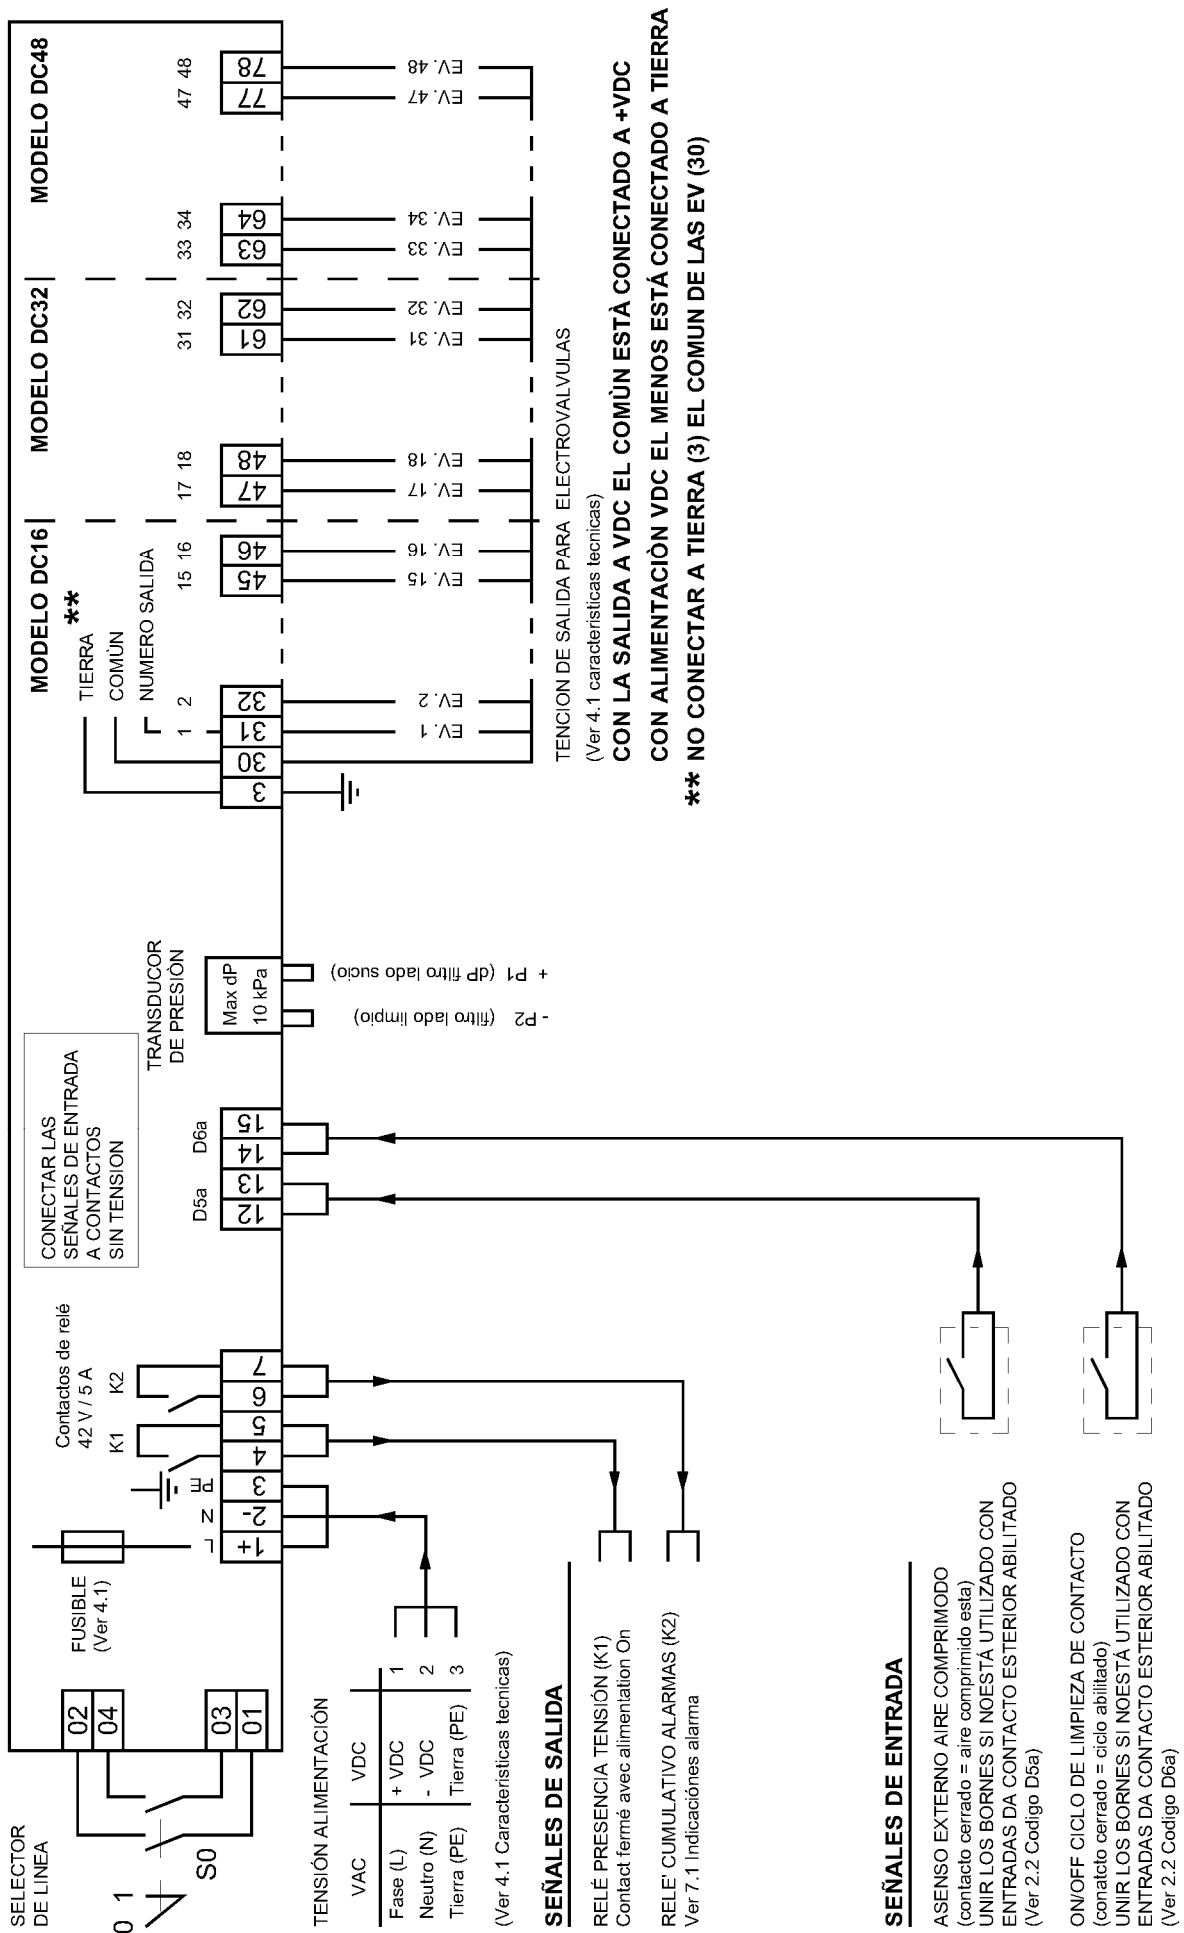 SELECTOR
DE LINEA
0 1
S0
02
04
03
01
FUSIBLE
(Ver 4.1)
L
N
PE
1+
2-
3
4
5
6
7
K1
K2
Contactos de relé
42 V / 5 A
CONECTAR LAS
SEÑALES DE ENTRADA
A CONTACTOS
SIN TENSION
D5a
D6a
12
13
14
15
TRANSDUCOR
DE PRESIÒN
Max dP
10 kPa
- P2 (filtro lado limpio)
+ P1 (dP filtro lado sucio)
MODELO DC16
MODELO DC32
MODELO DC48
TIERRA
**
COMÙN
NUMERO SALIDA
1 2
15 16
17 18
31 32
33 34
47 48
3
30
31
32
45
46
47
48
61
62
63
64
77
78
EV. 1
EV. 2
EV. 15
EV. 16
EV. 17
EV. 18
EV. 31
EV. 32
EV. 33
EV. 34
EV. 47
EV. 48
TENCION DE SALIDA PARA ELECTROVALVULAS
(Ver 4.1 caracteristicas tecnicas)
CON LA SALIDA A VDC EL COMÙN ESTÀ CONECTADO A +VDC
CON ALIMENTACIÒN VDC EL MENOS ESTÁ CONECTADO A TIERRA
** NO CONECTAR A TIERRA (3) EL COMUN DE LAS EV (30)
TENSIÓN ALIMENTACIÓN
VAC VDC
Fase (L) + VDC 1
Neutro (N) - VDC 2
Tierra (PE) Tierra (PE) 3
(Ver 4.1 Caracteristicas tecnicas)
SEÑALES DE SALIDA
RELÉ PRESENCIA TENSIÓN (K1)
Contact fermé avec alimentation On
RELE' CUMULATIVO ALARMAS (K2)
Ver 7.1 Indicaciónes alarma
SEÑALES DE ENTRADA
ASENSO EXTERNO AIRE COMPRIMODO
(contacto cerrado = aire comprimido esta)
UNIR LOS BORNES SI NOESTÁ UTILIZADO CON
ENTRADAS DA CONTACTO ESTERIOR ABILITADO
(Ver 2.2 Codigo D5a)
ON/OFF CICLO DE LIMPIEZA DE CONTACTO
(conatcto cerrado = ciclo abilitado)
UNIR LOS BORNES SI NOESTÁ UTILIZADO CON
ENTRADAS DA CONTACTO ESTERIOR ABILITADO
(Ver 2.2 Codigo D6a)